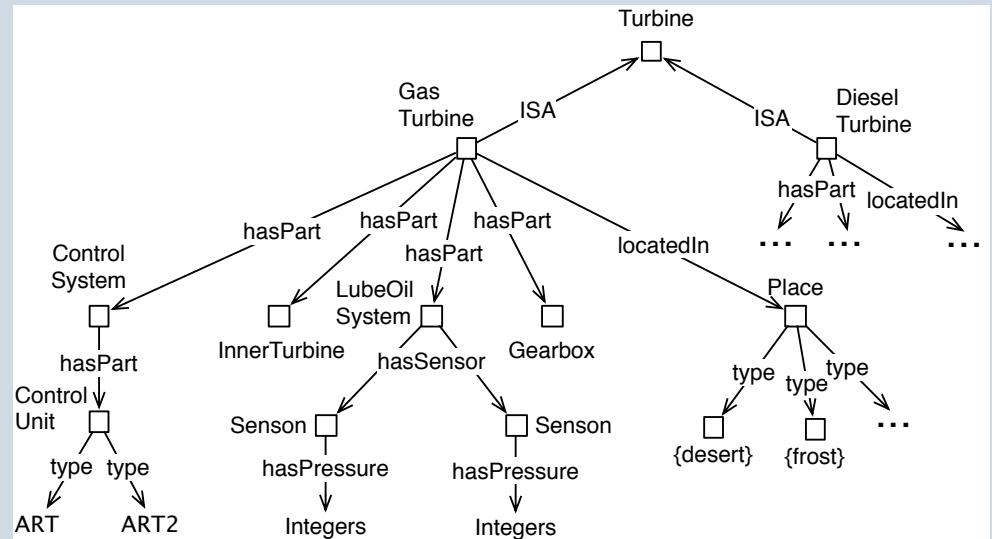 Turbine
Gas
Turbine
ISA
ISA
Diesel
Turbine
hasPart
locatedIn
... ... ...
hasPart
hasPart
hasPart
hasPart
locatedIn
Control
System
LubeOil
System
Place
hasPart
InnerTurbine
hasSensor
Gearbox
type
type
type
...
Control
Unit
Senson
Senson
{desert}
{frost}
type
type
hasPressure
hasPressure
ART
ART2
Integers
Integers